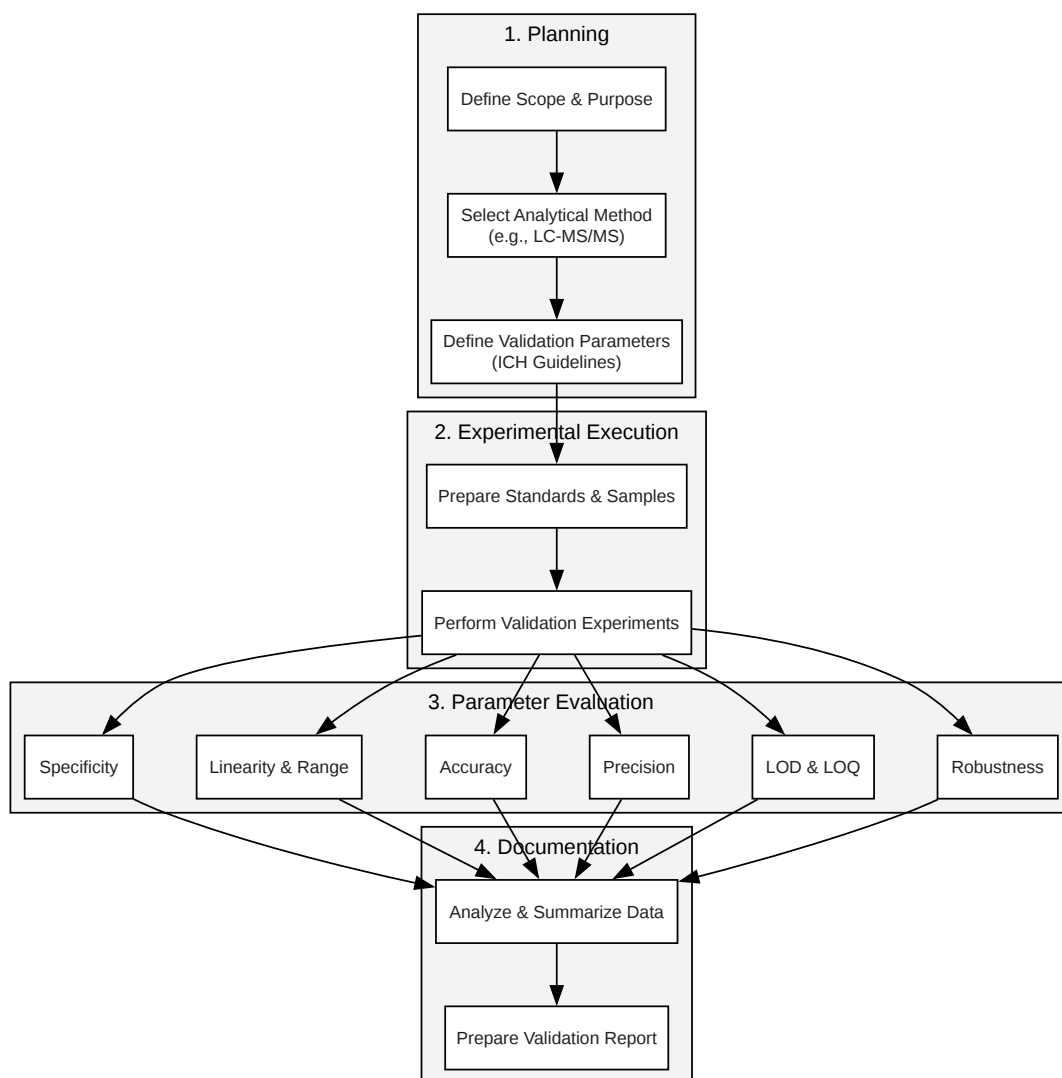 1. Planning
Define Scope & Purpose
Select Analytical Method
(e.g., LC-MS/MS)
Define Validation Parameters
(ICH Guidelines)
2. Experimental Execution
Prepare Standards & Samples
Perform Validation Experiments
3. Parameter Evaluation
Specificity
Linearity & Range
Accuracy
Precision
LOD & LOQ
Robustness
4. Documentation
Analyze & Summarize Data
Prepare Validation Report